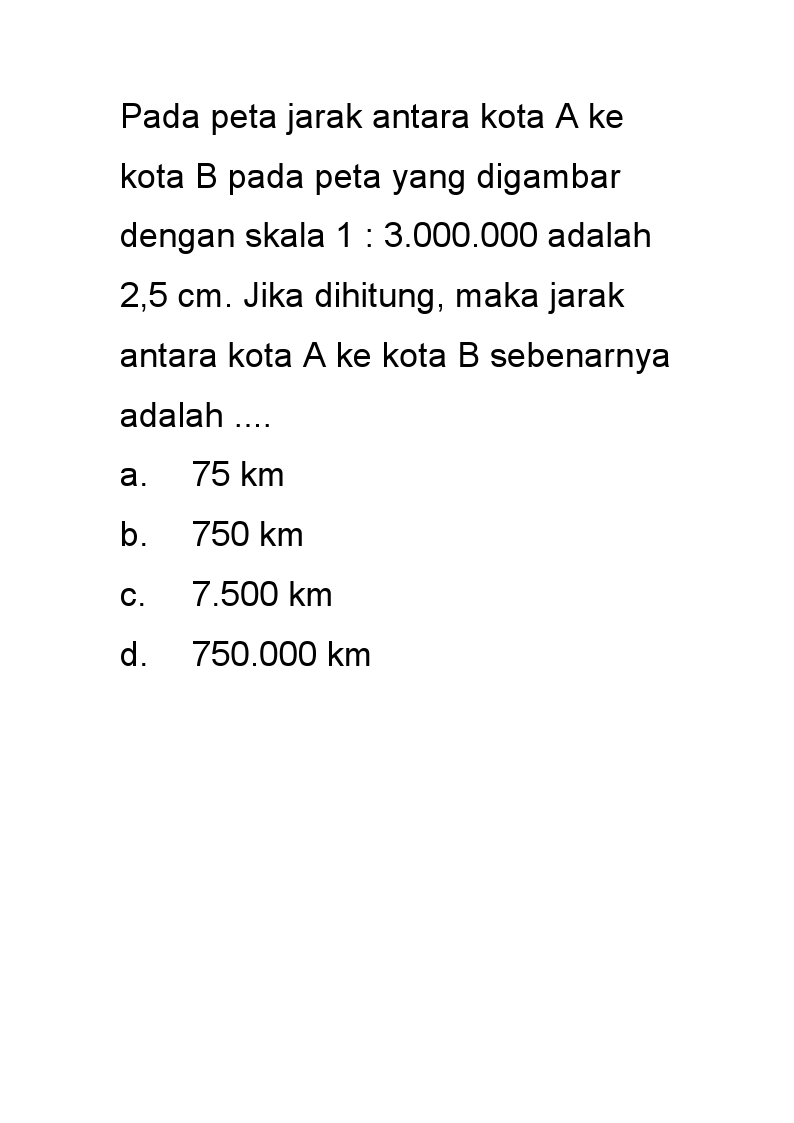 Pada peta jarak antara kota A ke
kota B pada peta yang digambar
dengan skala 1 : 3.000.000 adalah
2,5 cm. Jika dihitung, maka jarak
antara kota A ke kota B sebenarnya
adalah ....
a. 75 km
b. 750 km
c. 7.500 km
d. 750.000 km